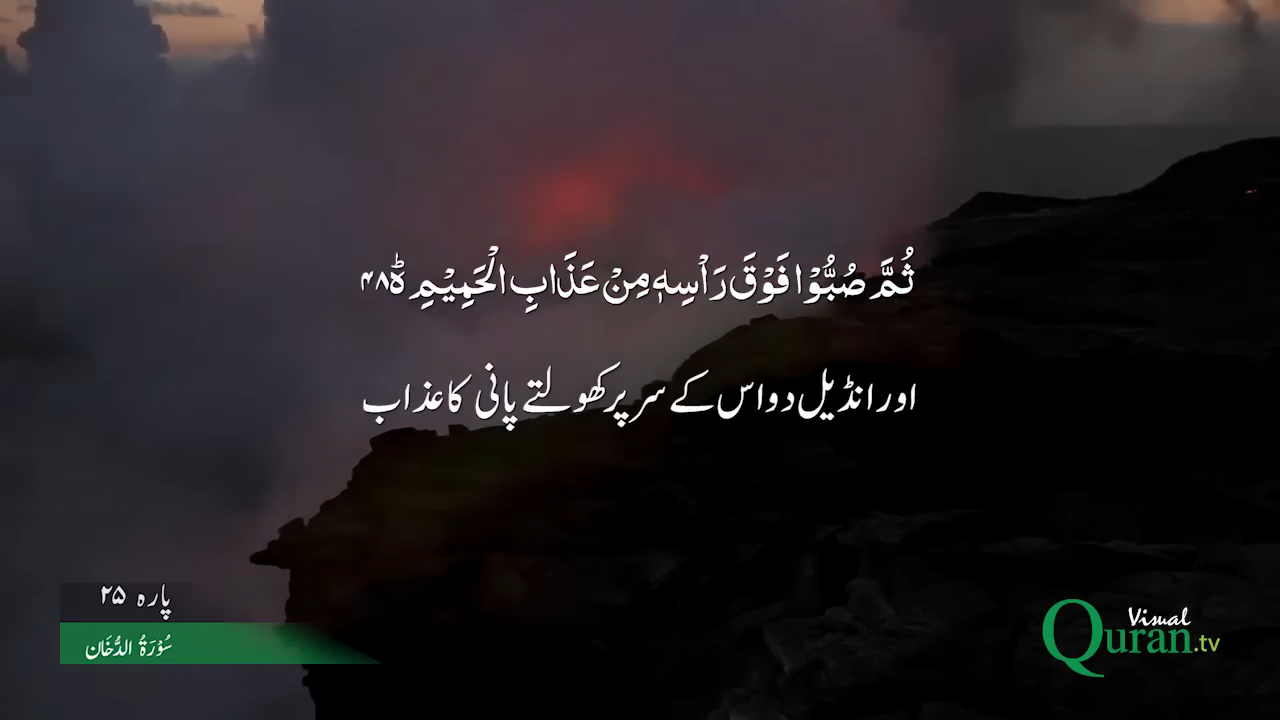 ثُمَّ صُبُّوۡا فَوۡقَ رَاۡسِهٖ مِنۡ عَذَابِ الۡحَمِيۡمِ ؕ‏ ۴۸
اور انڈیل دو اس کے سر پر کھولتے پانی کا عذاب
پارہ ۲۵
سُوۡرَةُ الدُّخَان
Visual
Quran.tv